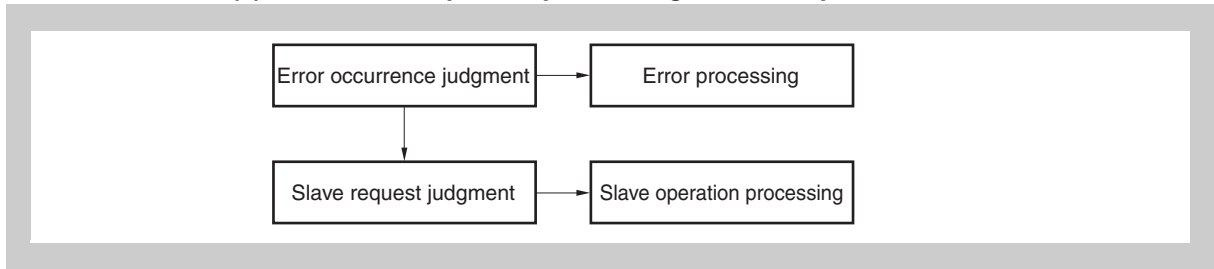 Error occurrence judgment
Error processing
Slave request judgment
Slave operation processing